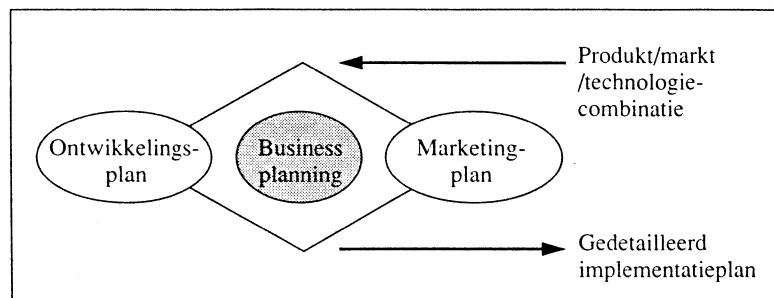 Produkt/markt
/technologie-
combinatie
Ontwikkelings-
plan
Business
planning
Marketing-
plan
Gedetailleerd
implementatieplan